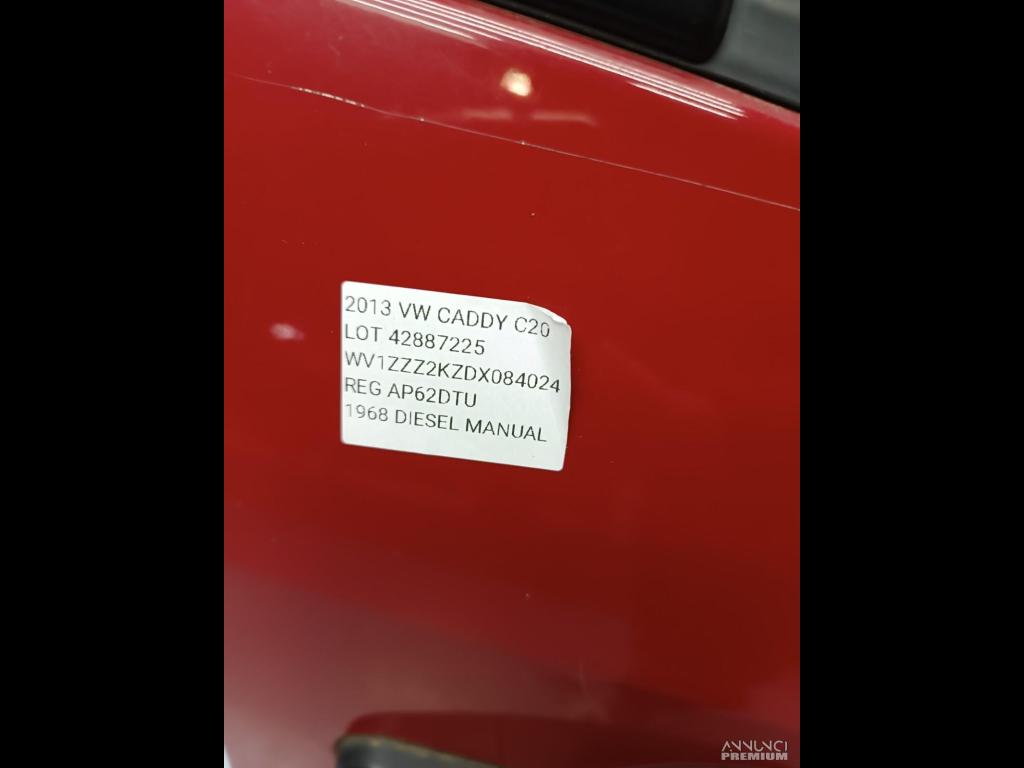 2013 VW CADDY C20
LOT 42887225
WV1ZZZ2KZDX084024
REG AP62DTU
1968 DIESEL MANUAL
ANNUNCI
PREMIUM